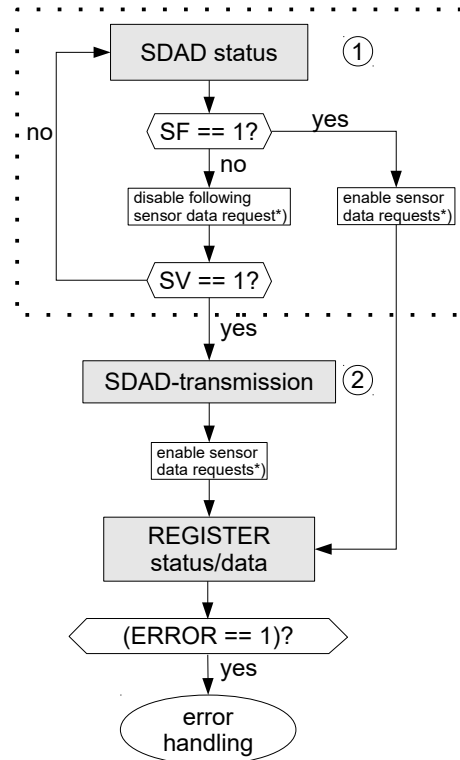 SDAD status
1
SF == 1?
yes
no
no
disable following
sensor data request*)
enable sensor
data requests*)
SV == 1?
yes
SDAD-transmission
2
enable sensor
data requests*)
REGISTER
status/data
(ERROR == 1)?
yes
error
handling